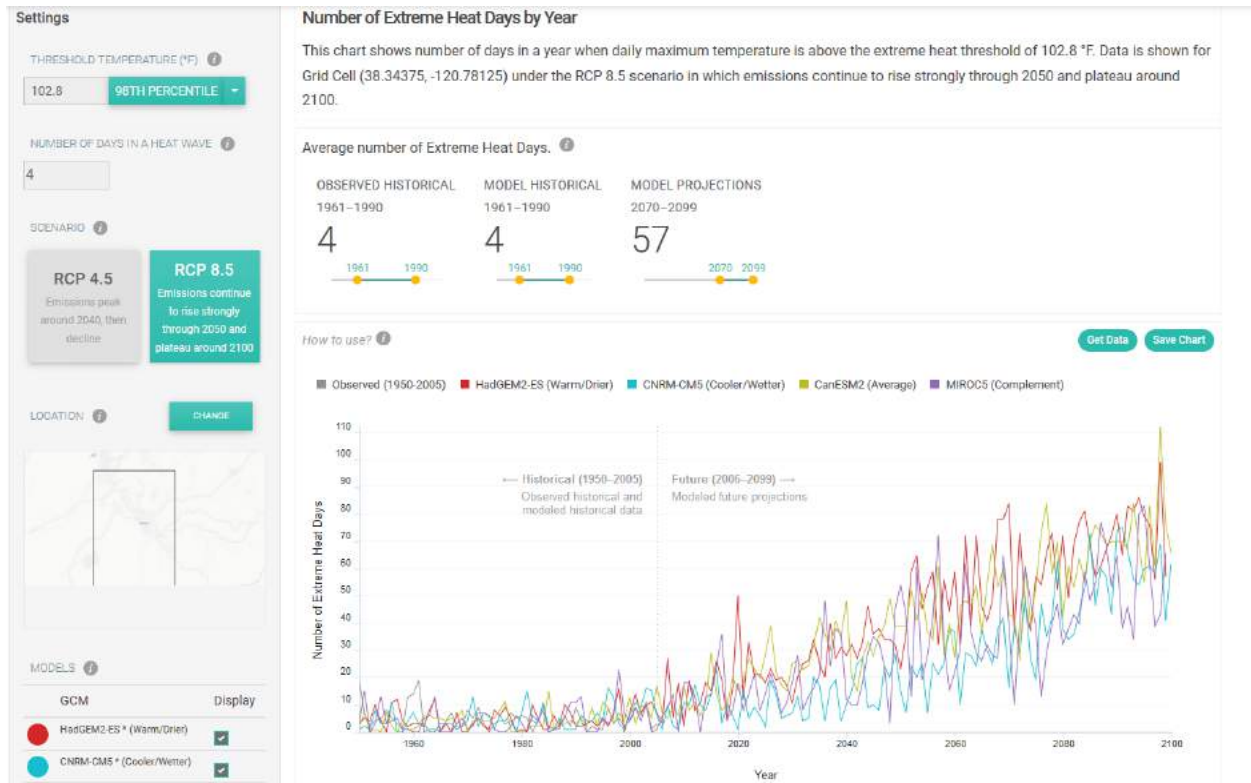 Settings
THRESHOLD TEMPERATURE (°F)
102.8
98TH PERCENTILE
NUMBER OF DAYS IN A HEAT WAVE
4
SCENARIO
RCP 4.5
Emissions peak
around 2040, then
decline
RCP 8.5
Emissions continue
to rise strongly
through 2050 and
plateau around 2100
LOCATION
CHANGE
MODELS
GCM Display
HadGEM2-ES * (Warm/Drier)
CNRM-CM5 * (Cooler/Wetter)
Number of Extreme Heat Days by Year
This chart shows number of days in a year when daily maximum temperature is above the extreme heat threshold of 102.8 °F. Data is shown for
Grid Cell (38.34375, -120.78125) under the RCP 8.5 scenario in which emissions continue to rise strongly through 2050 and plateau around
2100.
Average number of Extreme Heat Days.
OBSERVED HISTORICAL
1961–1990
4
1961 1990
MODEL HISTORICAL
1961–1990
4
1961 1990
MODEL PROJECTIONS
2070–2099
57
2070 2099
How to use?
Get Data
Save Chart
Observed (1950-2005) HadGEM2-ES (Warm/Drier) CNRM-CM5 (Cooler/Wetter) CanESM2 (Average) MIROC5 (Complement)
Number of Extreme Heat Days
110
100
90
80
70
60
50
40
30
20
10
0
← Historical (1950–2005)
Observed historical and
modeled historical data
Future (2006–2099) →
Modeled future projections
1960 1980 2000 2020 2040 2060 2080 2100
Year